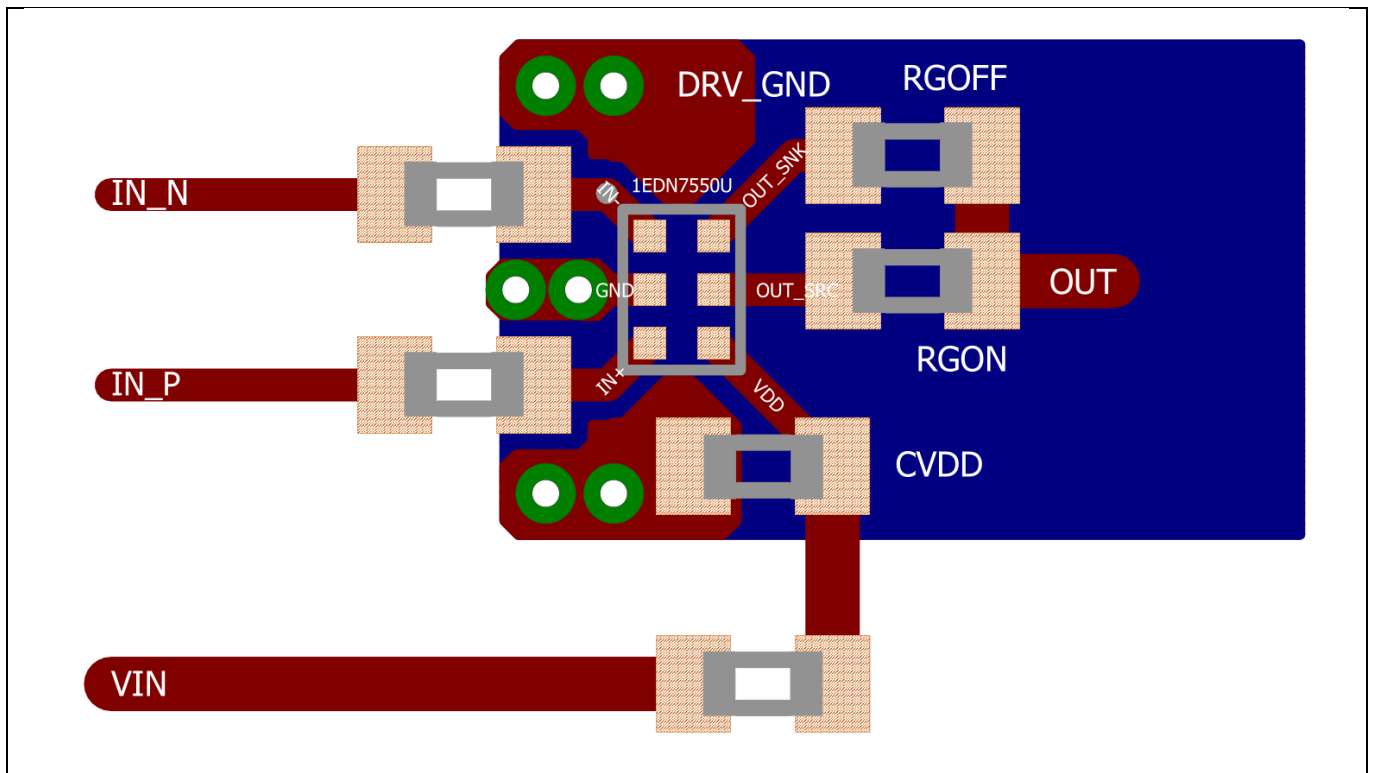 DRV_GND
RGOFF
IN_N
IN-
1EDN7550U
OUT_SNK
GND
OUT_SRC
OUT
RGON
IN_P
IN+
VDD
CVDD
VIN